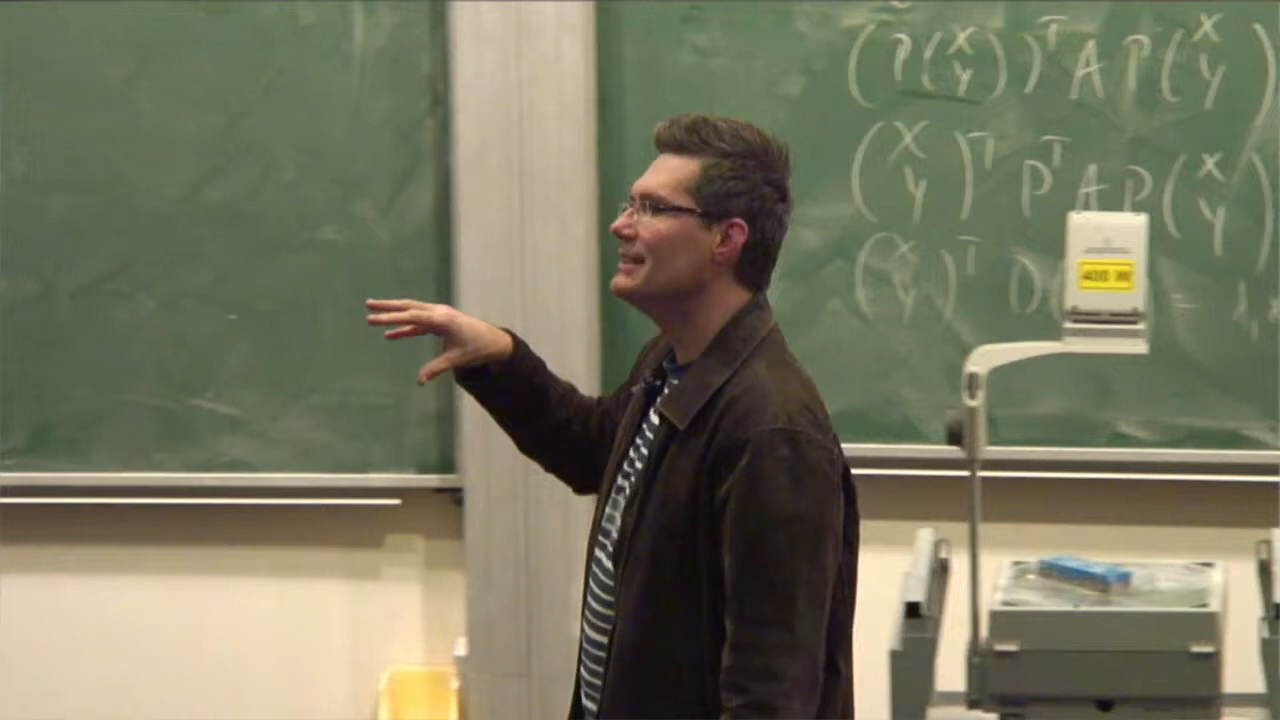 (P(x y))ᵀ A P(x y)
(x y)ᵀ Pᵀ A P(x y)
(x y)ᵀ D